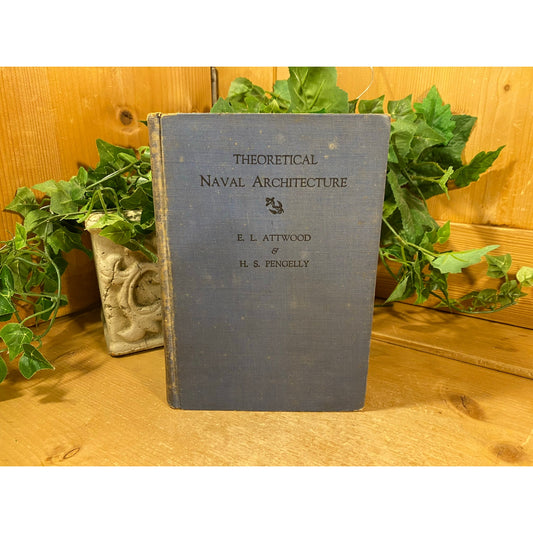 THEORETICAL
NAVAL ARCHITECTURE
E. L. ATTWOOD
&
H. S. PENGELLY